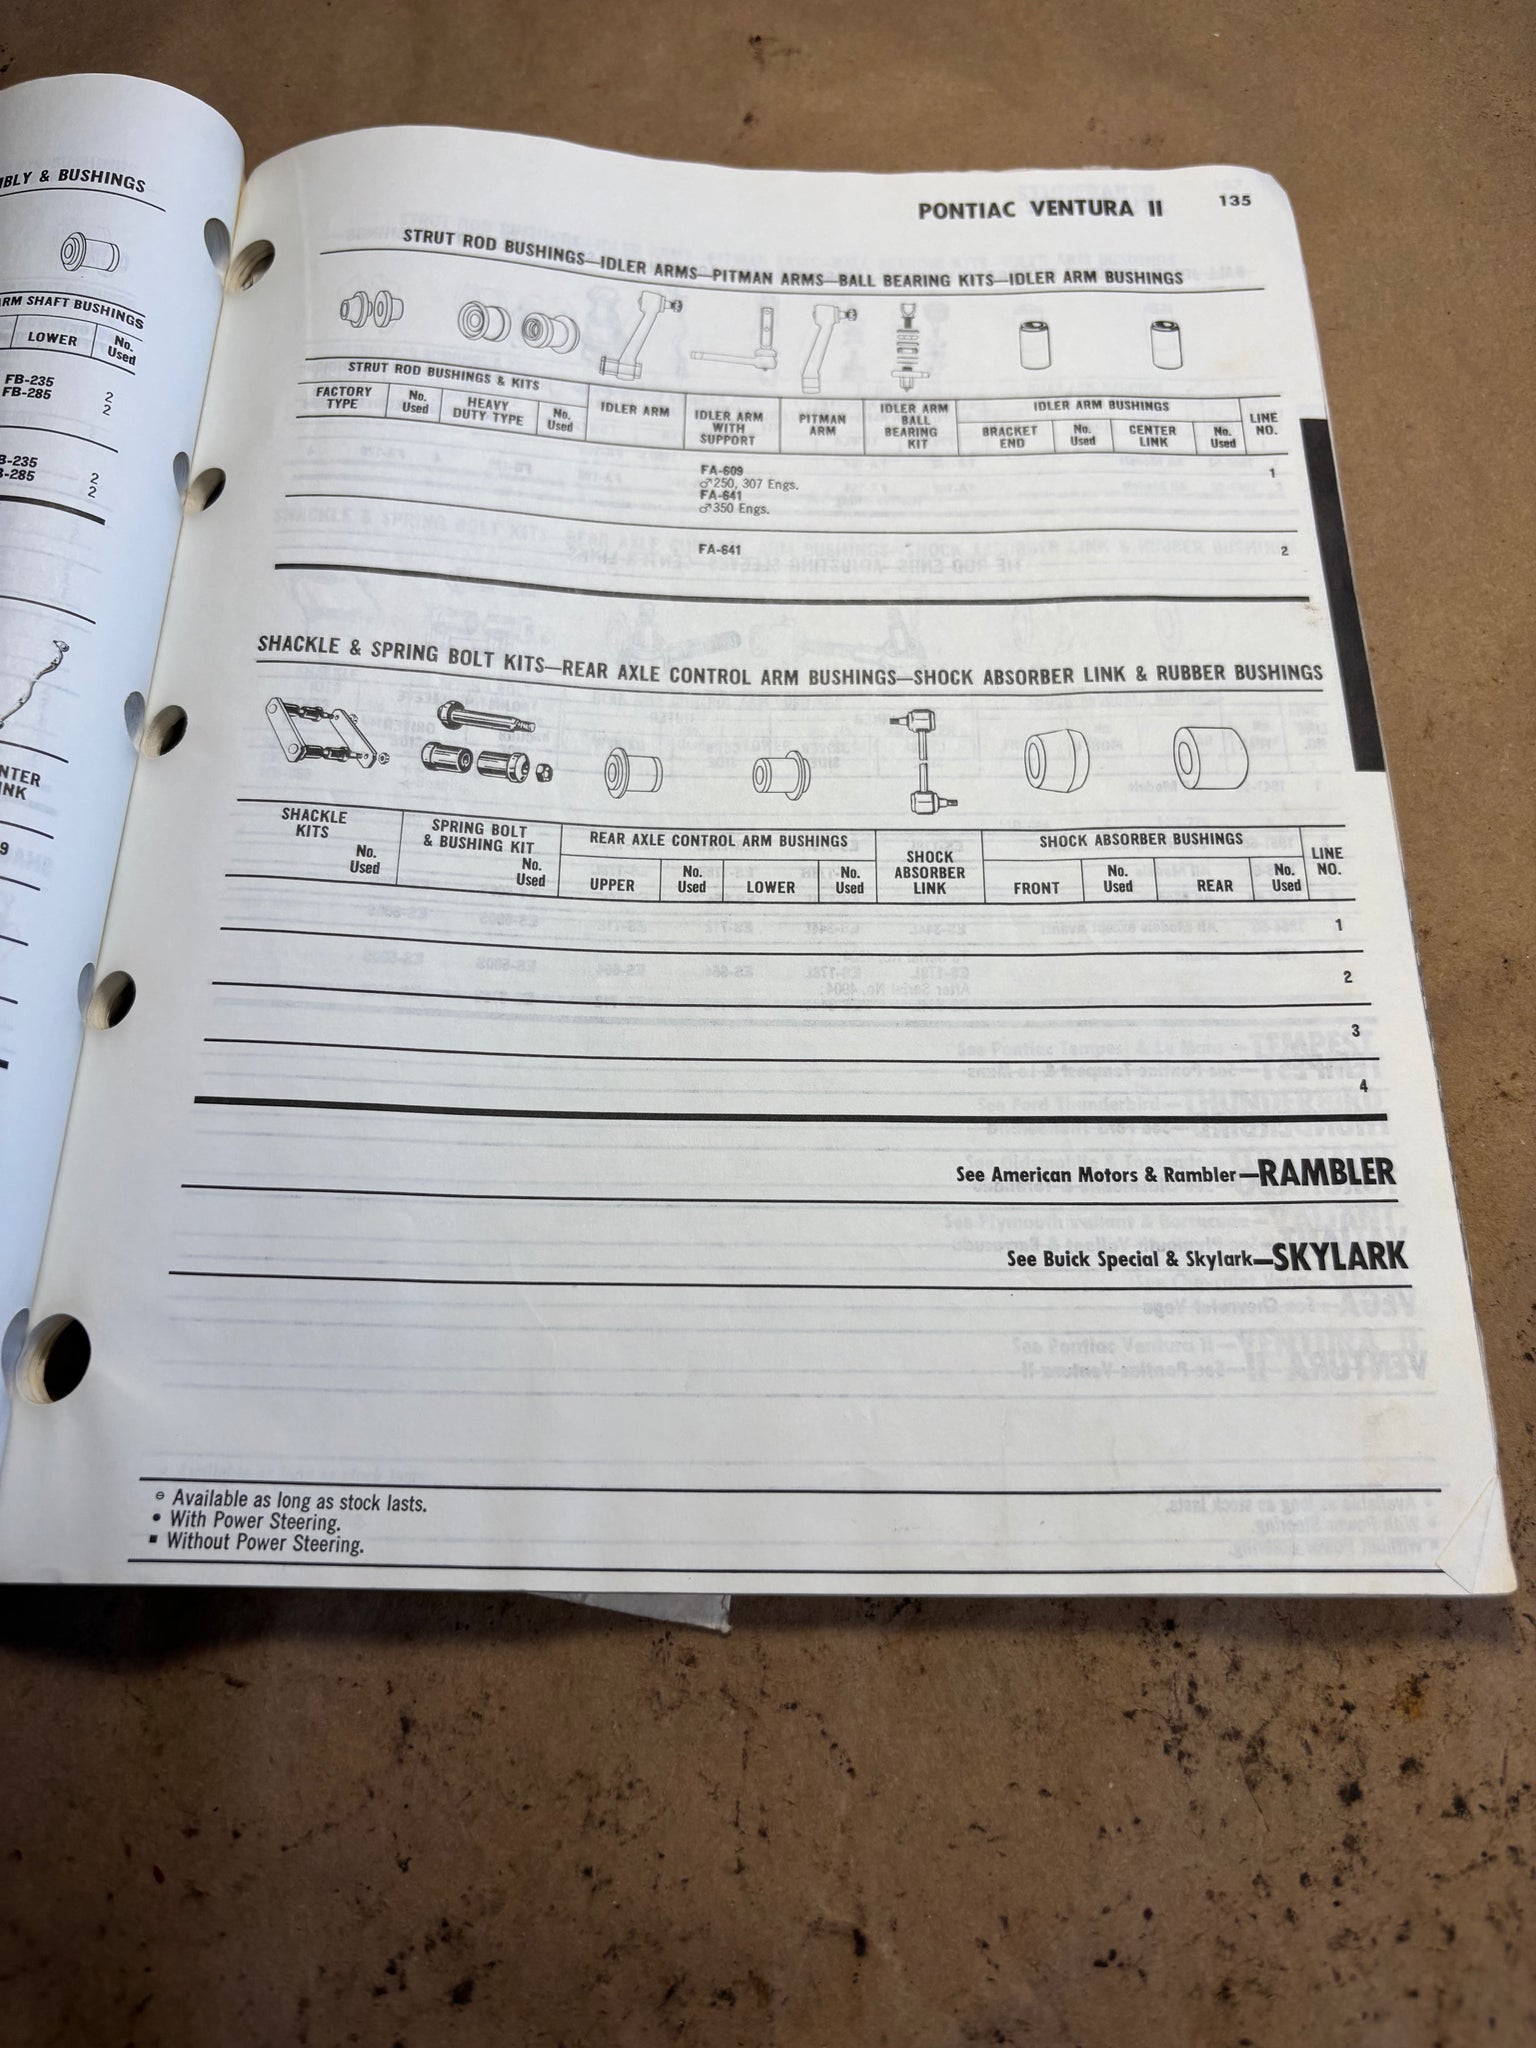 BLY & BUSHINGS
ARM SHAFT BUSHINGS
LOWER
No.
Used
FB-235 2
FB-285 2
B-235 2
B-285 2
NTER
INK
9
PONTIAC VENTURA II 135
STRUT ROD BUSHINGS—IDLER ARMS—PITMAN ARMS—BALL BEARING KITS—IDLER ARM BUSHINGS
STRUT ROD BUSHINGS & KITS
FACTORY
TYPE
No.
Used
HEAVY
DUTY TYPE
No.
Used
IDLER ARM
IDLER ARM
WITH
SUPPORT
PITMAN
ARM
IDLER ARM
BALL
BEARING
KIT
IDLER ARM BUSHINGS
BRACKET
END
No.
Used
CENTER
LINK
No.
Used
LINE
NO.
FA-609 1
♂250, 307 Engs.
FA-641
♂350 Engs.
FA-641 2
SHACKLE & SPRING BOLT KITS—REAR AXLE CONTROL ARM BUSHINGS—SHOCK ABSORBER LINK & RUBBER BUSHINGS
SHACKLE
KITS
No.
Used
SPRING BOLT
& BUSHING KIT
No.
Used
REAR AXLE CONTROL ARM BUSHINGS
UPPER
No.
Used
LOWER
No.
Used
SHOCK
ABSORBER
LINK
SHOCK ABSORBER BUSHINGS
FRONT
No.
Used
REAR
No.
Used
LINE
NO.
1
2
3
4
See American Motors & Rambler—RAMBLER
See Buick Special & Skylark—SKYLARK
⊖ Available as long as stock lasts.
● With Power Steering.
■ Without Power Steering.